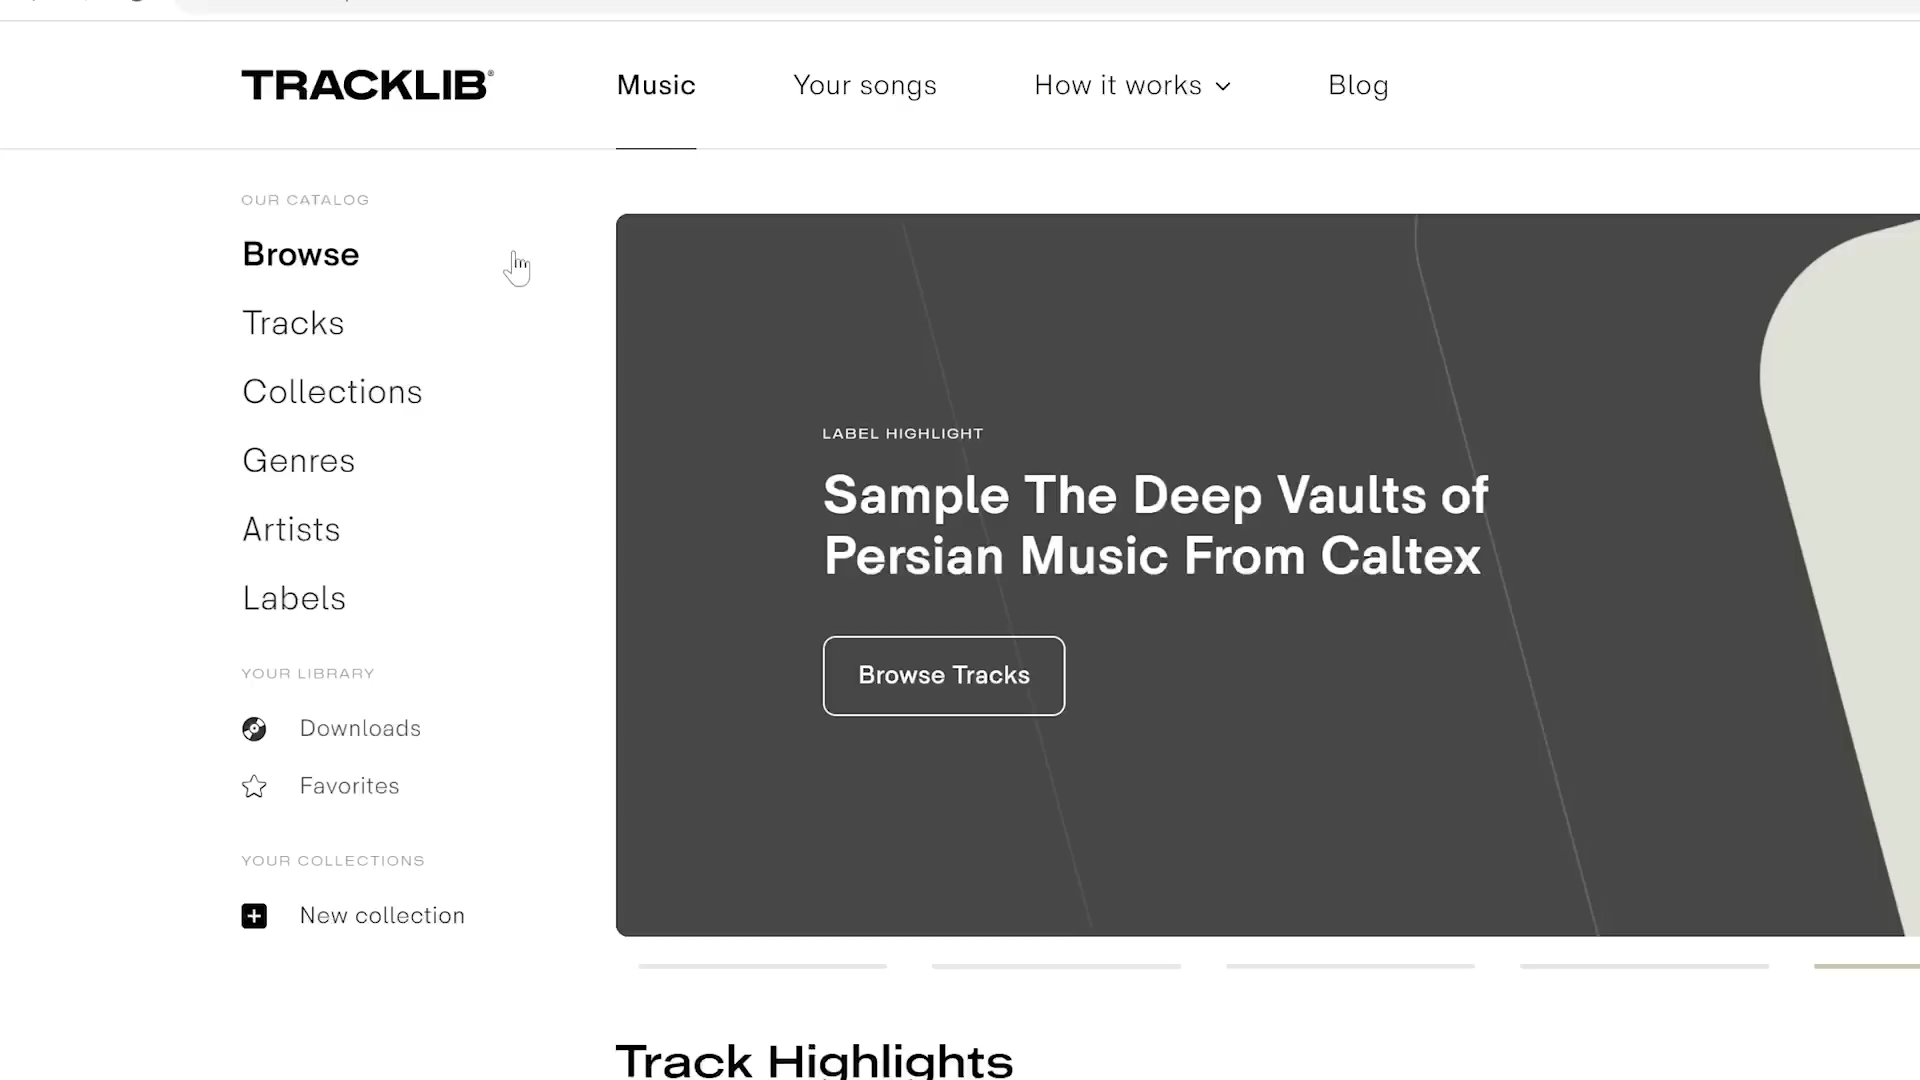 TRACKLIB®
Music
Your songs
How it works
Blog
OUR CATALOG
Browse
Tracks
Collections
Genres
Artists
Labels
YOUR LIBRARY
Downloads
Favorites
YOUR COLLECTIONS
New collection
LABEL HIGHLIGHT
Sample The Deep Vaults of
Persian Music From Caltex
Browse Tracks
Track Highlights